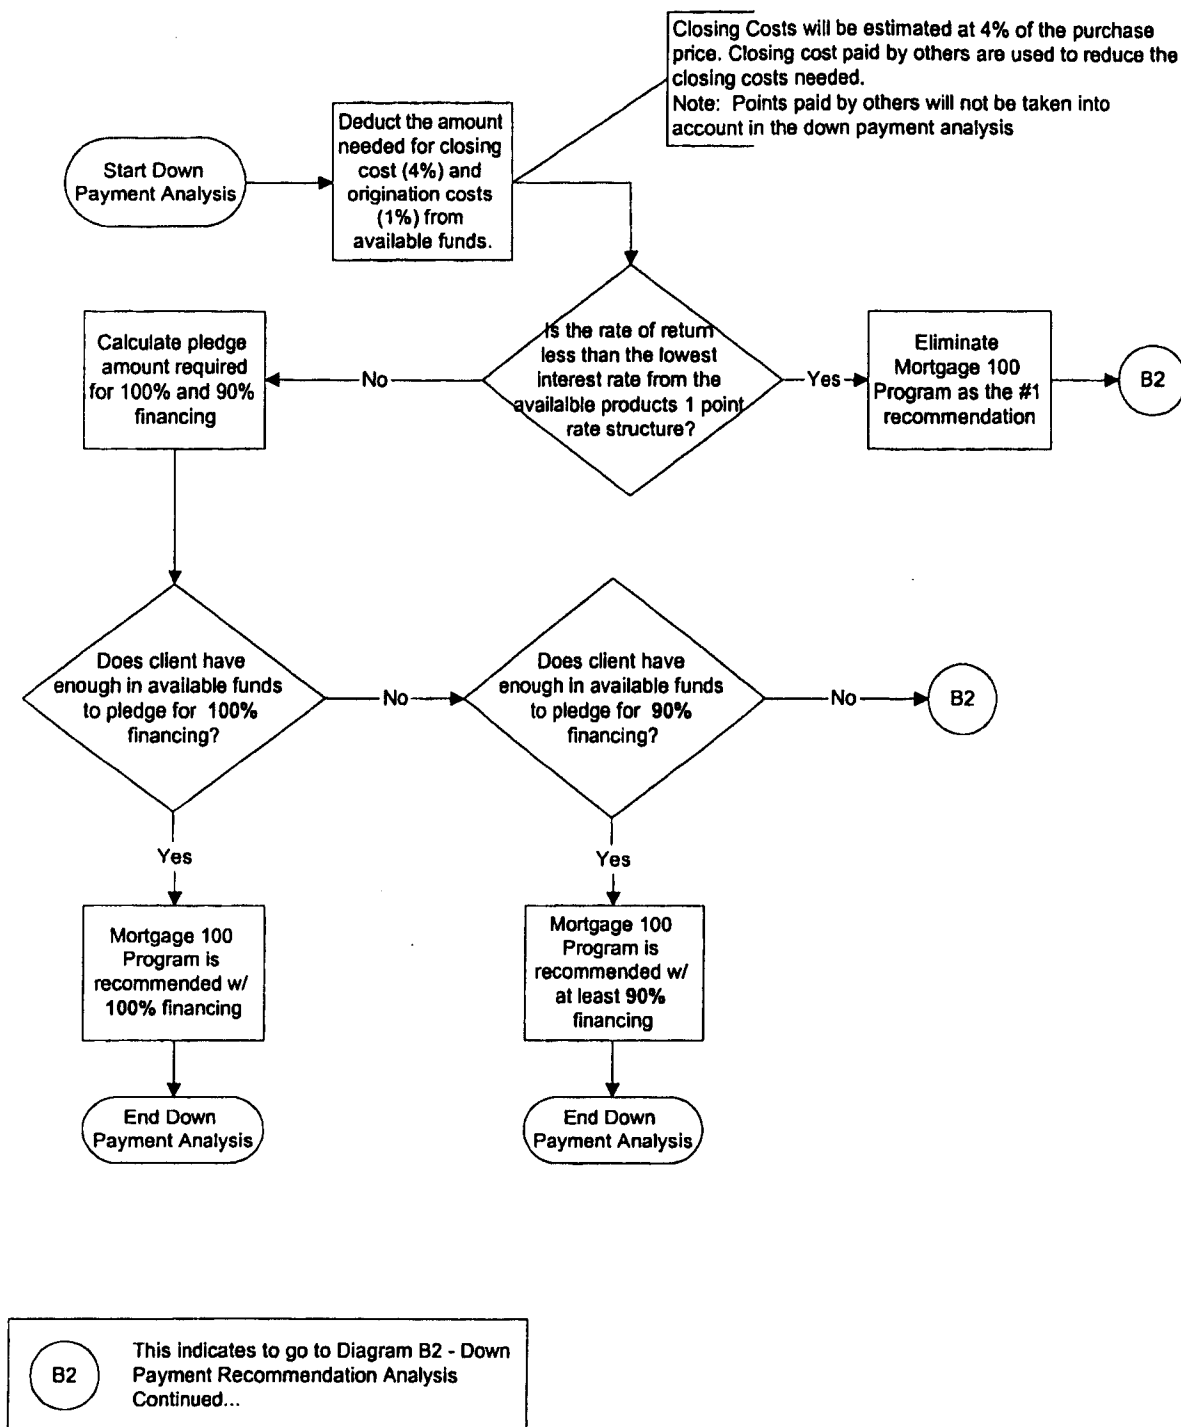 Closing Costs will be estimated at 4% of the purchase
price. Closing cost paid by others are used to reduce the
closing costs needed.
Note: Points paid by others will not be taken into
account in the down payment analysis
Start Down
Payment Analysis
Deduct the amount
needed for closing
cost (4%) and
origination costs
(1%) from
available funds.
Is the rate of return
less than the lowest
interest rate from the
availalble products 1 point
rate structure?
No
Calculate pledge
amount required
for 100% and 90%
financing
Yes
Eliminate
Mortgage 100
Program as the #1
recommendation
B2
Does client have
enough in available funds
to pledge for 100%
financing?
No
Does client have
enough in available funds
to pledge for 90%
financing?
No
B2
Yes
Yes
Mortgage 100
Program is
recommended w/
100% financing
Mortgage 100
Program is
recommended w/
at least 90%
financing
End Down
Payment Analysis
End Down
Payment Analysis
B2
This indicates to go to Diagram B2 - Down
Payment Recommendation Analysis
Continued...